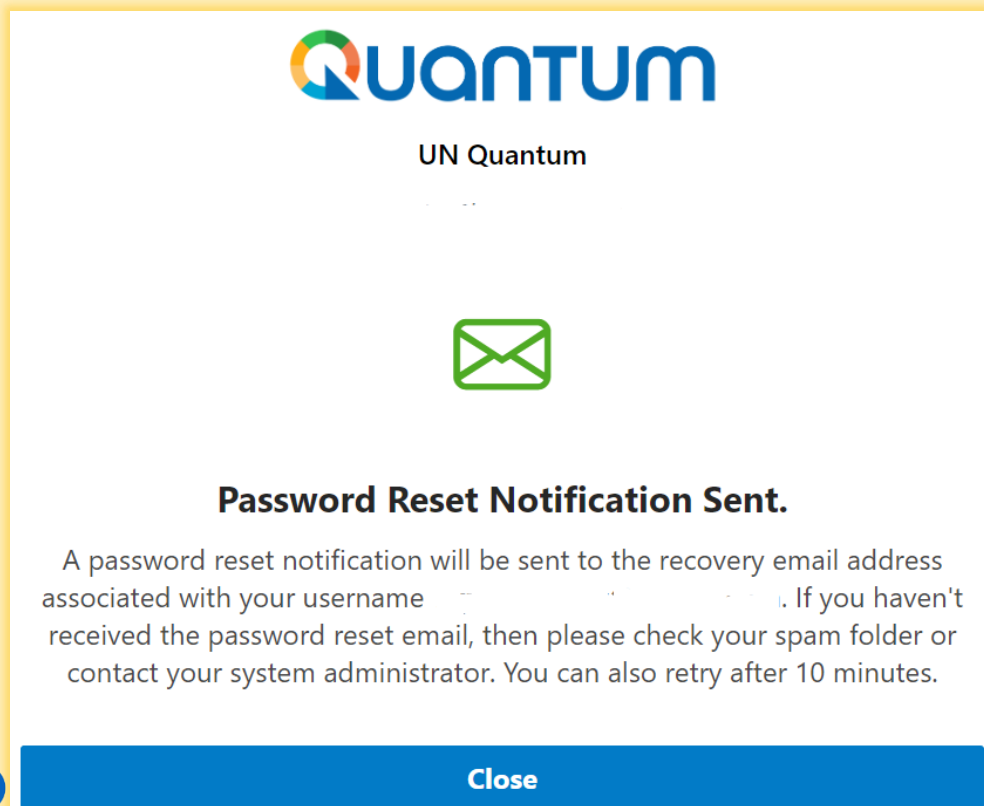 QUANTUM
UN Quantum
Password Reset Notification Sent.
A password reset notification will be sent to the recovery email address
associated with your username . If you haven't
received the password reset email, then please check your spam folder or
contact your system administrator. You can also retry after 10 minutes.
Close